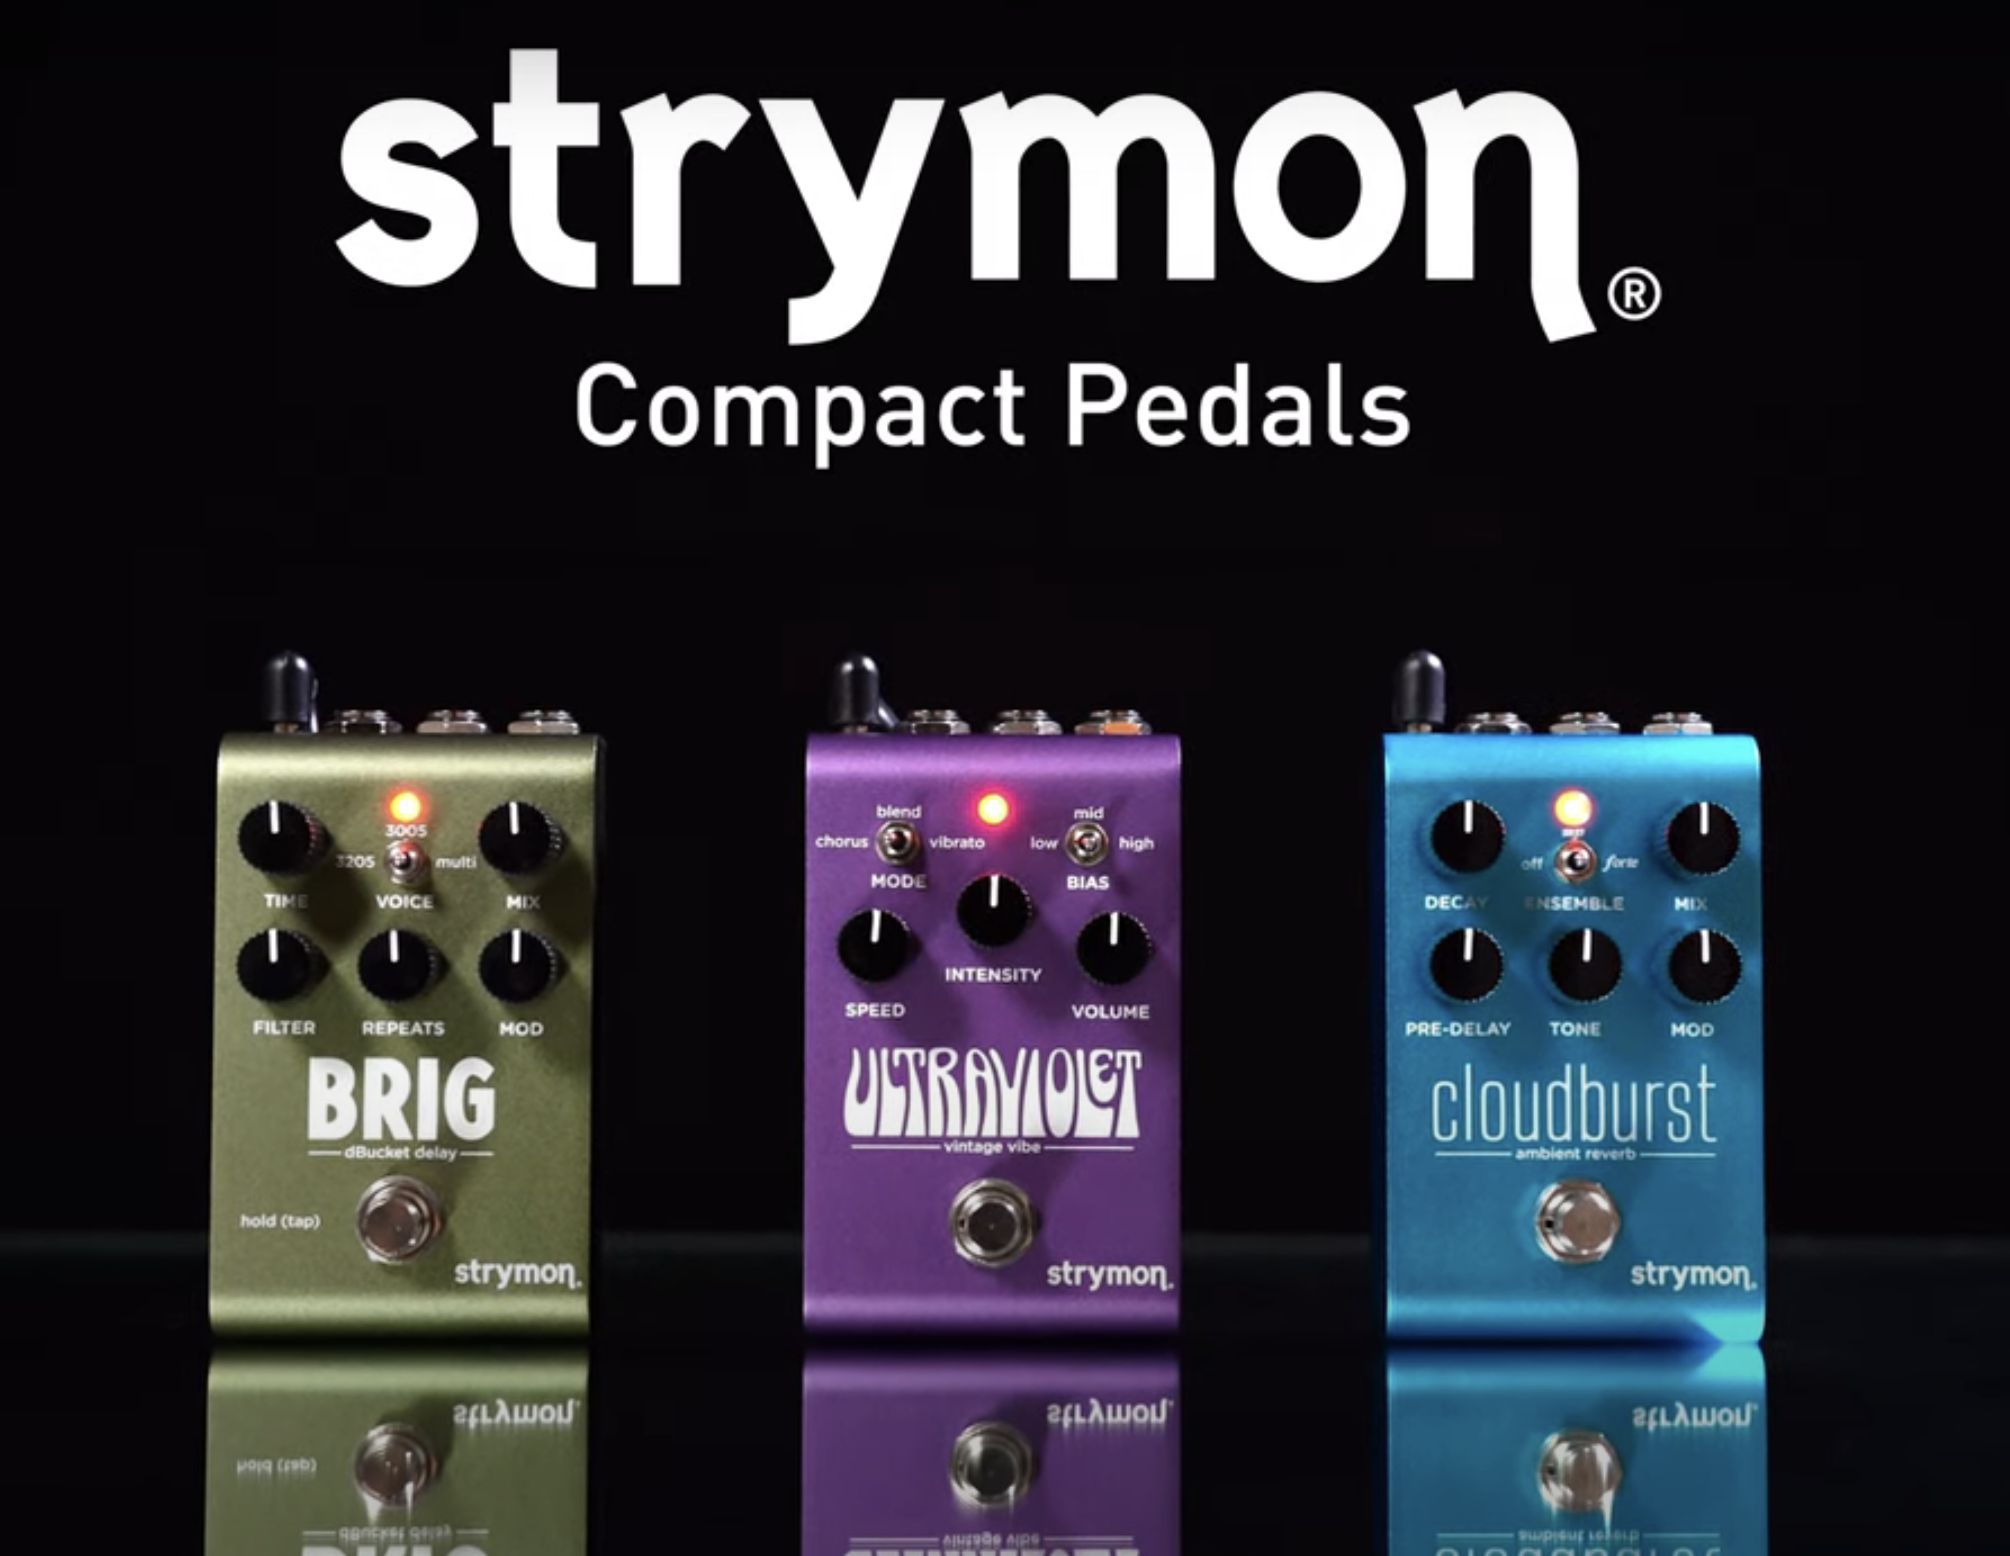 strymon®
Compact Pedals
3005
3205 multi
TIME VOICE MIX
FILTER REPEATS MOD
BRIG
dBucket delay
hold (tap)
strymon.
blend
chorus vibrato
MODE
mid
low high
BIAS
INTENSITY
SPEED VOLUME
ULTRAVIOLET
vintage vibe
strymon.
off forte
DECAY ENSEMBLE MIX
PRE-DELAY TONE MOD
cloudburst
ambient reverb
strymon.